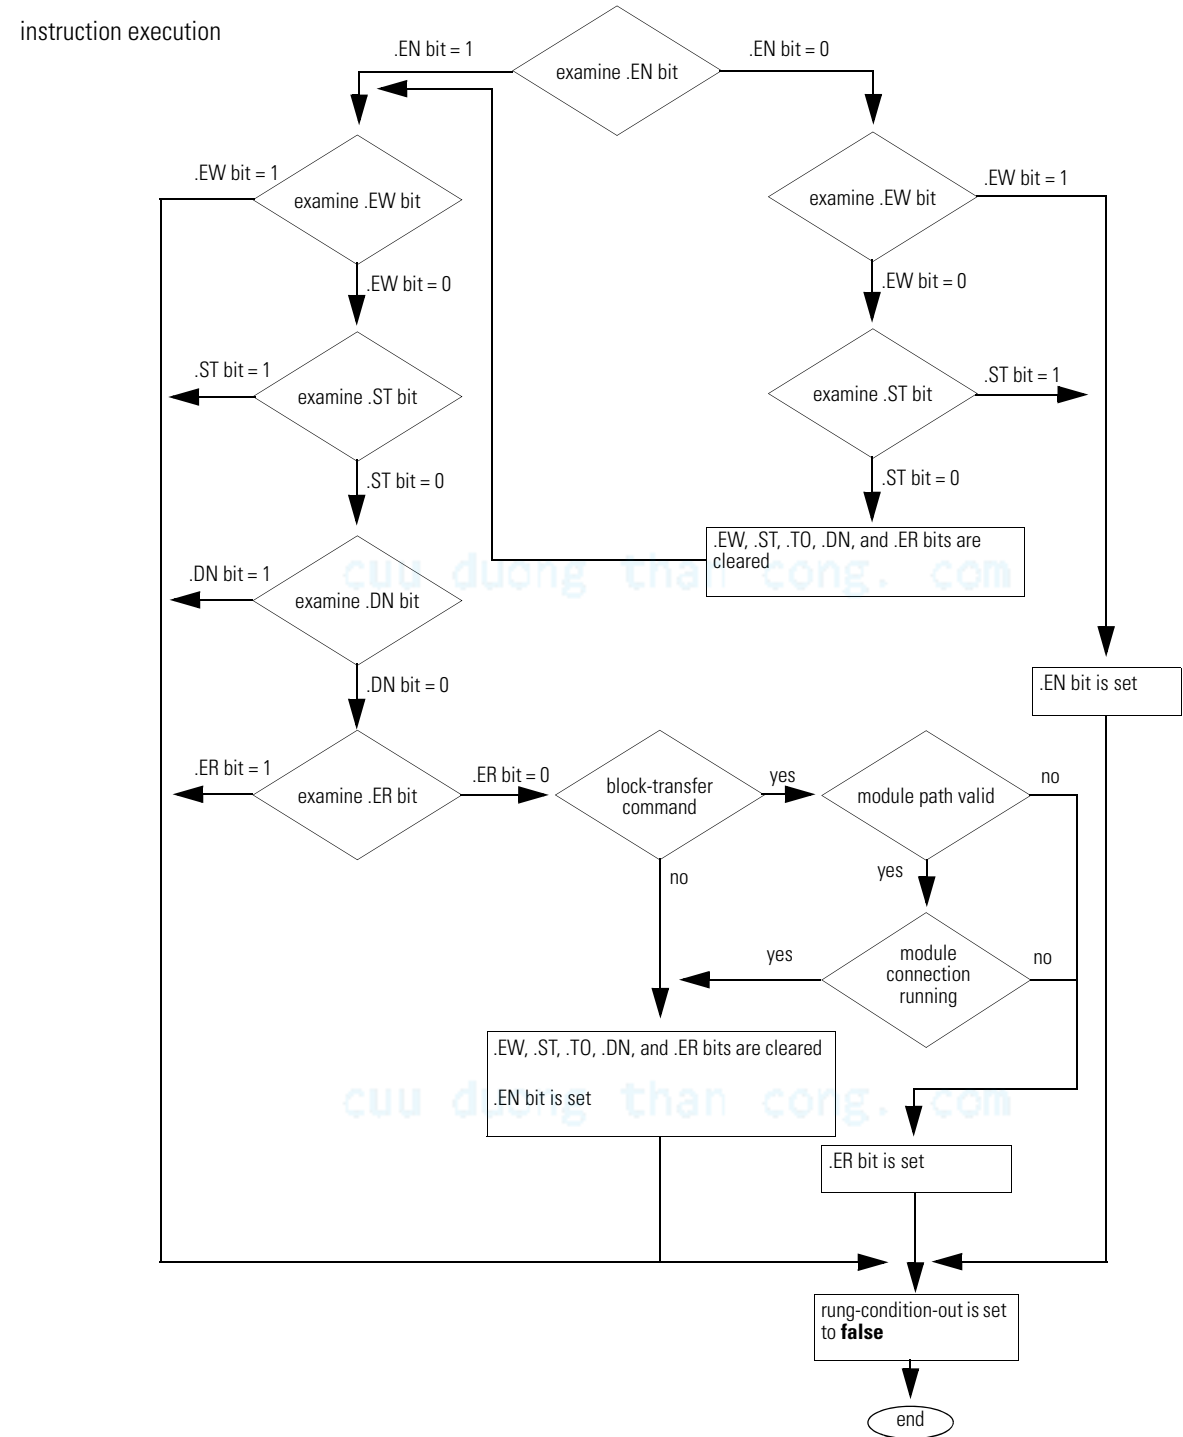 instruction execution
.EN bit = 1
.EN bit = 0
examine .EN bit
.EW bit = 1
examine .EW bit
examine .EW bit
.EW bit = 1
.EW bit = 0
.EW bit = 0
.ST bit = 1
examine .ST bit
examine .ST bit
.ST bit = 1
.ST bit = 0
.ST bit = 0
.EW, .ST, .TO, .DN, and .ER bits are
cleared
cuu duong than cong. com
.DN bit = 1
examine .DN bit
.DN bit = 0
.EN bit is set
.ER bit = 1
examine .ER bit
.ER bit = 0
block-transfer
command
yes
module path valid
no
no
yes
yes
module
connection
running
no
.EW, .ST, .TO, .DN, and .ER bits are cleared
.EN bit is set
cuu duong than cong. com
.ER bit is set
rung-condition-out is set
to false
end